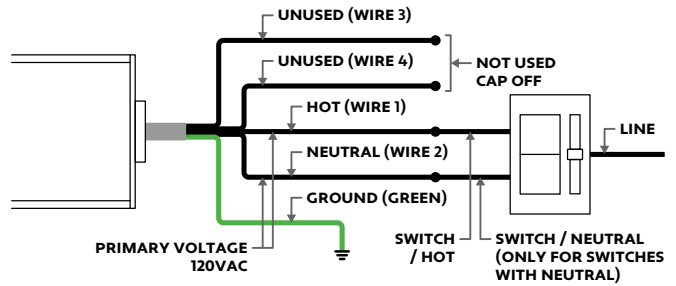 UNUSED (WIRE 3)
UNUSED (WIRE 4)
NOT USED
CAP OFF
HOT (WIRE 1)
LINE
NEUTRAL (WIRE 2)
GROUND (GREEN)
PRIMARY VOLTAGE
120VAC
SWITCH
/ HOT
SWITCH / NEUTRAL
(ONLY FOR SWITCHES
WITH NEUTRAL)